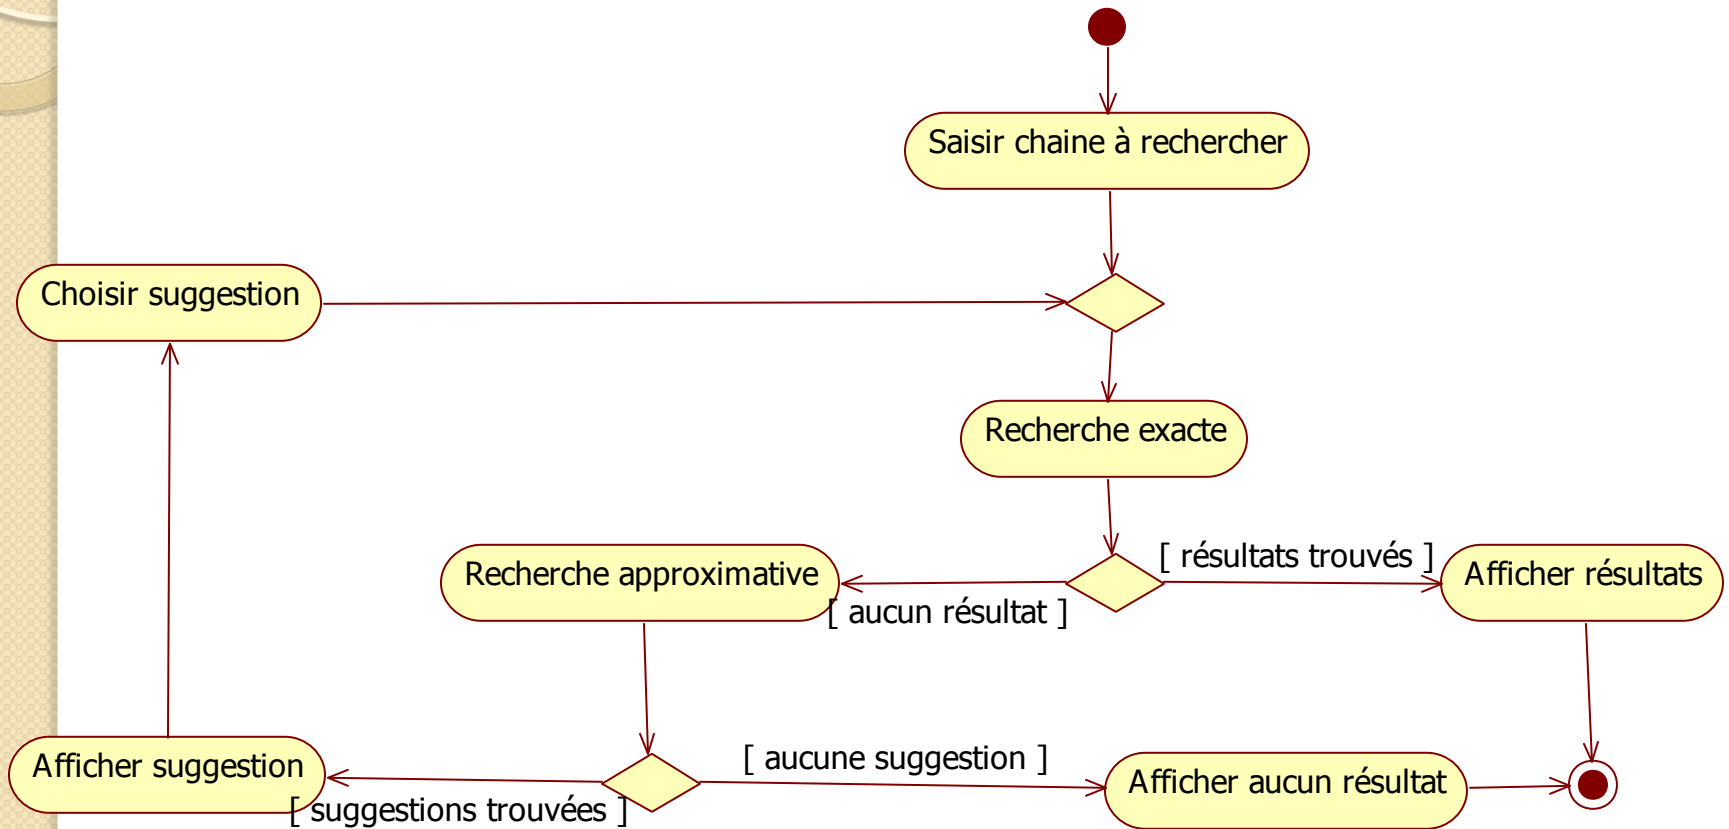 Saisir chaine à rechercher
Choisir suggestion
Recherche exacte
[ résultats trouvés ]
Recherche approximative
Afficher résultats
[ aucun résultat ]
[ aucune suggestion ]
Afficher suggestion
Afficher aucun résultat
[ suggestions trouvées ]